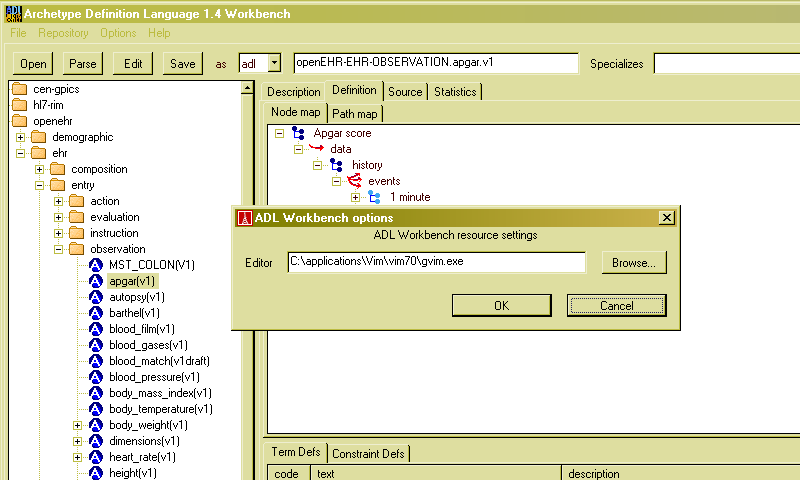 Archetype Definition Language 1.4 Workbench
File Repository Options Help
Open Parse Edit Save as adl openEHR-EHR-OBSERVATION.apgar.v1 Specializes
cen-gpics
hl7-rim
openehr
demographic
ehr
composition
entry
action
evaluation
instruction
observation
MST_COLON(V1)
apgar(v1)
autopsy(v1)
barthel(v1)
blood_film(v1)
blood_gases(v1)
blood_match(v1draft)
blood_pressure(v1)
body_mass_index(v1)
body_temperature(v1)
body_weight(v1)
dimensions(v1)
heart_rate(v1)
height(v1)
Description Definition Source Statistics
Node map Path map
Apgar score
data
history
events
1 minute
ADL Workbench options
ADL Workbench resource settings
Editor C:\applications\Vim\vim70\gvim.exe Browse...
OK Cancel
Term Defs Constraint Defs
code text description